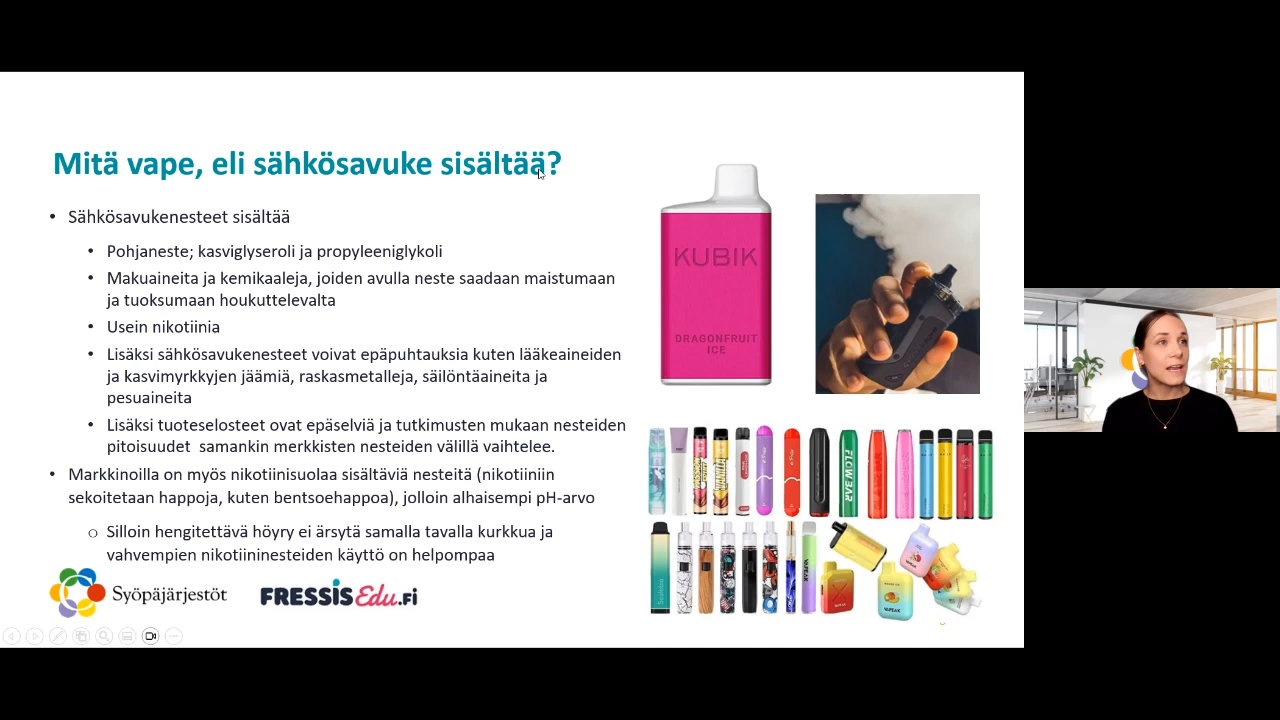 Mitä vape, eli sähkösavuke sisältää?
• Sähkösavukenesteet sisältää
• Pohjaneste; kasviglyseroli ja propyleeniglykoli
• Makuaineita ja kemikaaleja, joiden avulla neste saadaan maistumaan
ja tuoksumaan houkuttelevalta
• Usein nikotiinia
• Lisäksi sähkösavukenesteet voivat epäpuhtauksia kuten lääkeaineiden
ja kasvimyrkkyjen jäämiä, raskasmetalleja, säilöntäaineita ja
pesuaineita
• Lisäksi tuoteselosteet ovat epäselviä ja tutkimusten mukaan nesteiden
pitoisuudet samankin merkkisten nesteiden välillä vaihtelee.
• Markkinoilla on myös nikotiinisuolaa sisältäviä nesteitä (nikotiiniin
sekoitetaan happoja, kuten bentsoehappoa), jolloin alhaisempi pH-arvo
o Silloin hengitettävä höyry ei ärsytä samalla tavalla kurkkua ja
vahvempien nikotiininesteiden käyttö on helpompaa
Syöpäjärjestöt
FRESSIS Edu.Fi
KUBIK
DRAGONFRUIT
ICE
FLOW BAR
VAPEAK